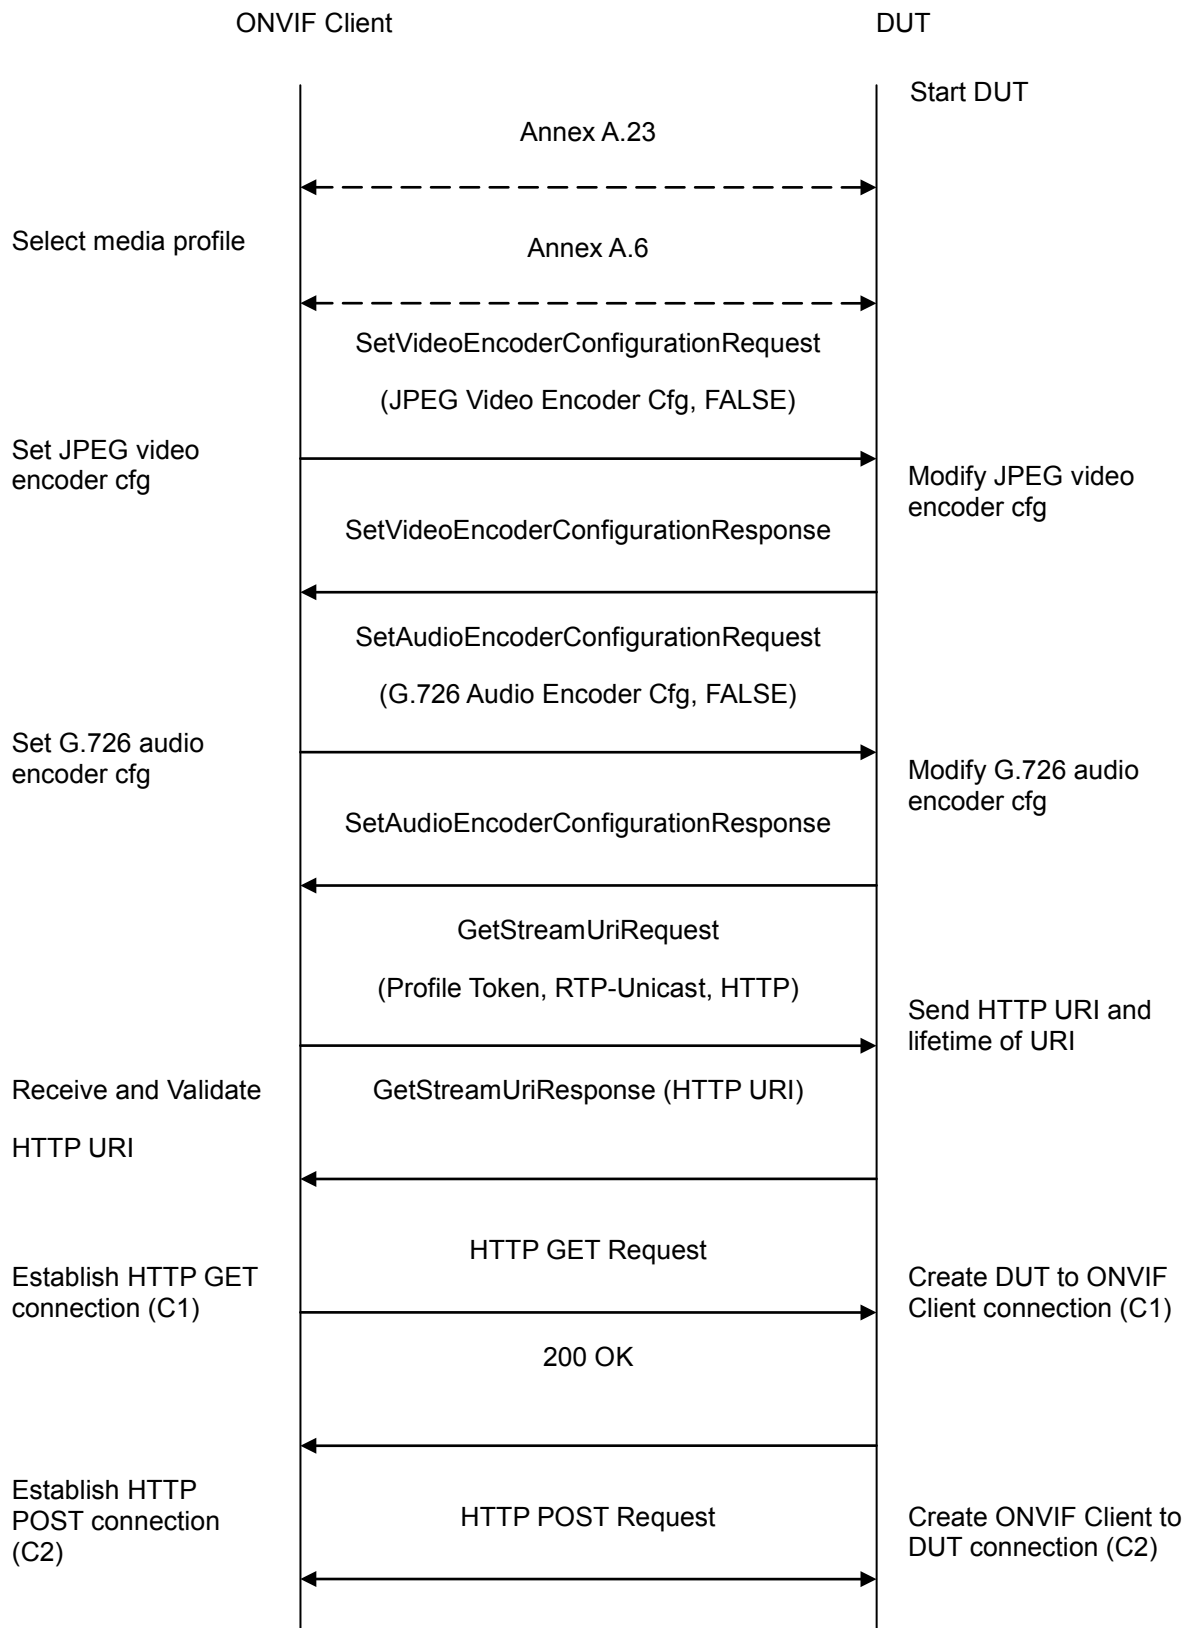 ONVIF Client
DUT
Start DUT
Annex A.23
Select media profile
Annex A.6
SetVideoEncoderConfigurationRequest
(JPEG Video Encoder Cfg, FALSE)
Set JPEG video
encoder cfg
Modify JPEG video
encoder cfg
SetVideoEncoderConfigurationResponse
SetAudioEncoderConfigurationRequest
(G.726 Audio Encoder Cfg, FALSE)
Set G.726 audio
encoder cfg
Modify G.726 audio
encoder cfg
SetAudioEncoderConfigurationResponse
GetStreamUriRequest
(Profile Token, RTP-Unicast, HTTP)
Send HTTP URI and
lifetime of URI
Receive and Validate
HTTP URI
GetStreamUriResponse (HTTP URI)
HTTP GET Request
Establish HTTP GET
connection (C1)
Create DUT to ONVIF
Client connection (C1)
200 OK
Establish HTTP
POST connection
(C2)
HTTP POST Request
Create ONVIF Client to
DUT connection (C2)